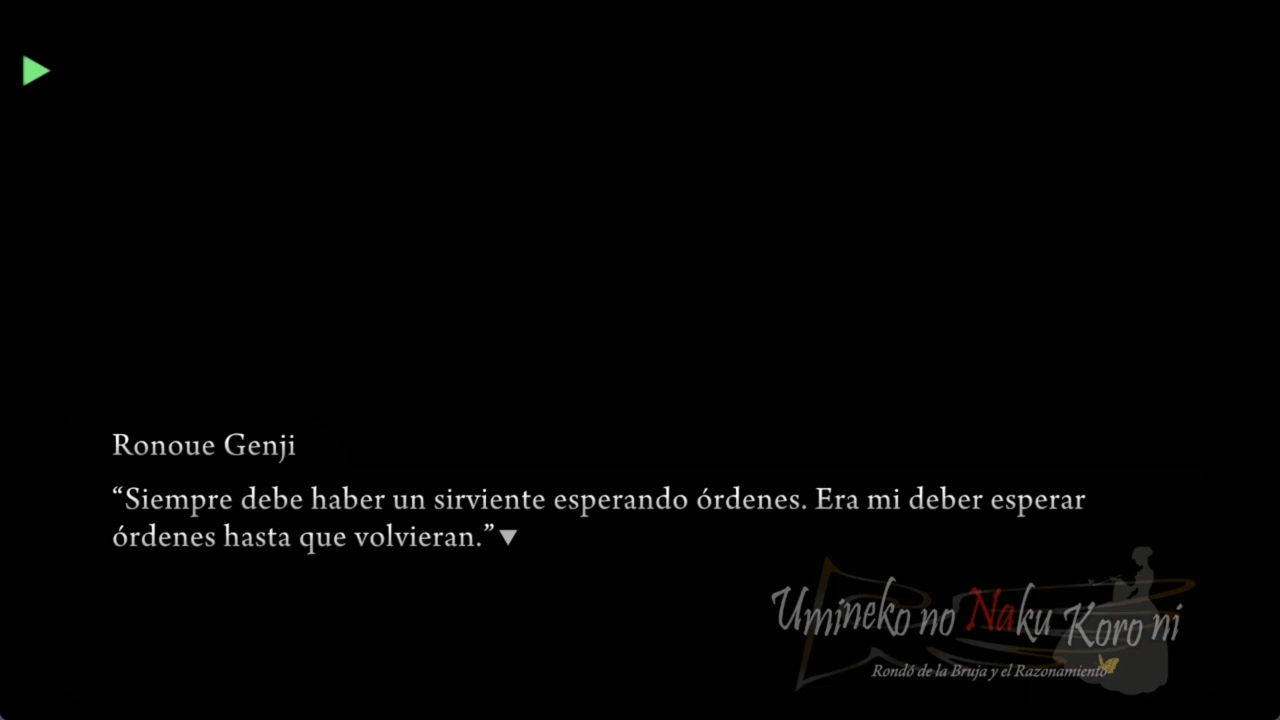 Ronoue Genji
“Siempre debe haber un sirviente esperando órdenes. Era mi deber esperar
órdenes hasta que volvieran.”
Umineko no Naku Koro ni
Rondó de la Bruja y el Razonamiento